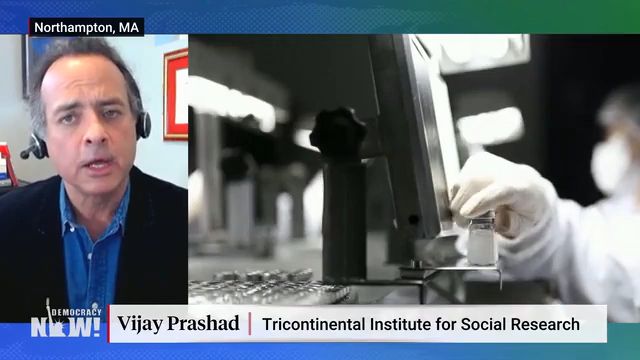 Northampton, MA
DEMOCRACY
NOW!
Vijay Prashad | Tricontinental Institute for Social Research